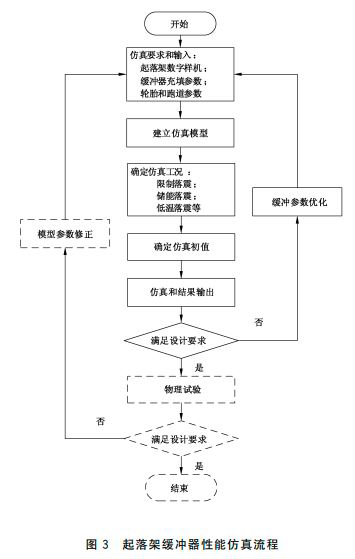 开始
仿真要求和输入：
起落架数字样机；
缓冲器充填参数；
轮胎和跑道参数
建立仿真模型
确定仿真工况：
限制落震；
储能落震；
低温落震等
缓冲参数优化
模型参数修正
确定仿真初值
仿真和结果输出
满足设计要求
否
是
物理试验
否
满足设计要求
是
结束
图 3 起落架缓冲器性能仿真流程